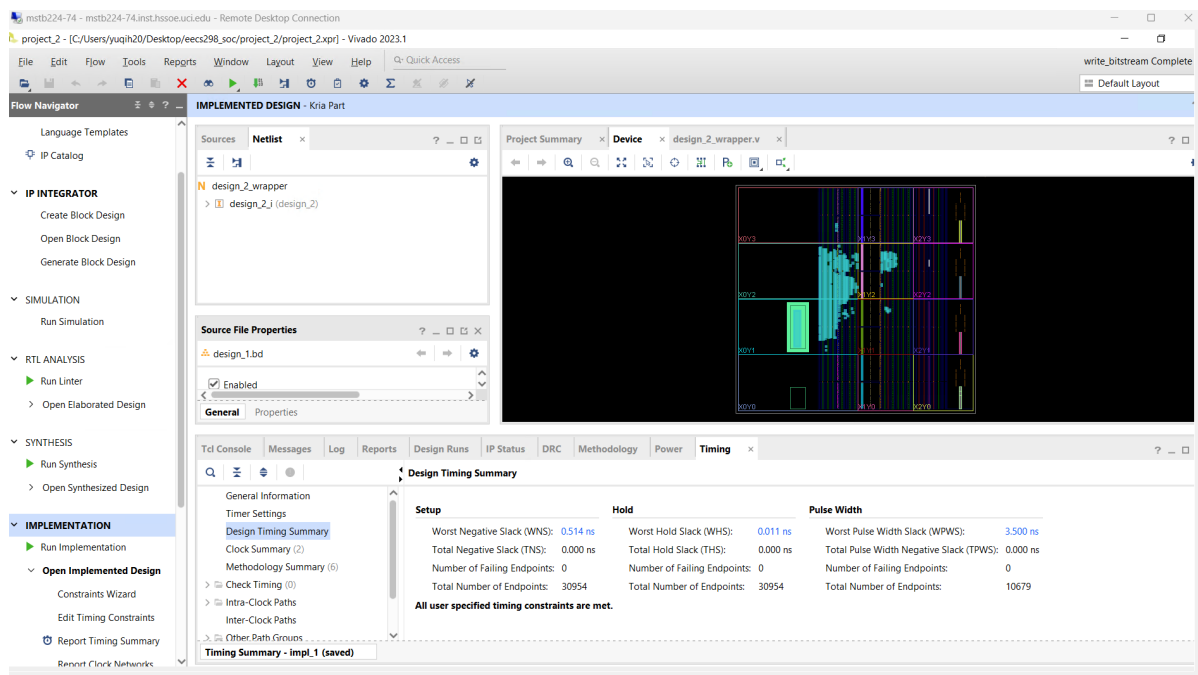 mstb224-74 - mstb224-74.inst.hssoe.uci.edu - Remote Desktop Connection
project_2 - [C:/Users/yuqih20/Desktop/eecs298_soc/project_2/project_2.xpr] - Vivado 2023.1
File Edit Flow Tools Reports Window Layout View Help Q- Quick Access
write_bitstream Complete
Default Layout
Flow Navigator
IMPLEMENTED DESIGN - Kria Part
Language Templates
IP Catalog
IP INTEGRATOR
Create Block Design
Open Block Design
Generate Block Design
SIMULATION
Run Simulation
RTL ANALYSIS
Run Linter
Open Elaborated Design
SYNTHESIS
Run Synthesis
Open Synthesized Design
IMPLEMENTATION
Run Implementation
Open Implemented Design
Constraints Wizard
Edit Timing Constraints
Report Timing Summary
Report Clock Networks
Sources Netlist
N design_2_wrapper
design_2_i (design_2)
Source File Properties
design_1.bd
Enabled
General Properties
Project Summary Device design_2_wrapper.v
X0Y3 X1Y3 X2Y3
X0Y2 X1Y2 X2Y2
X0Y1 X1Y1 X2Y1
X0Y0 X1Y0 X2Y0
Tcl Console Messages Log Reports Design Runs IP Status DRC Methodology Power Timing
Design Timing Summary
General Information
Timer Settings
Design Timing Summary
Clock Summary (2)
Methodology Summary (6)
Check Timing (0)
Intra-Clock Paths
Inter-Clock Paths
Other Path Groups
Timing Summary - impl_1 (saved)
Setup Hold Pulse Width
Worst Negative Slack (WNS): 0.514 ns Worst Hold Slack (WHS): 0.011 ns Worst Pulse Width Slack (WPWS): 3.500 ns
Total Negative Slack (TNS): 0.000 ns Total Hold Slack (THS): 0.000 ns Total Pulse Width Negative Slack (TPWS): 0.000 ns
Number of Failing Endpoints: 0 Number of Failing Endpoints: 0 Number of Failing Endpoints: 0
Total Number of Endpoints: 30954 Total Number of Endpoints: 30954 Total Number of Endpoints: 10679
All user specified timing constraints are met.